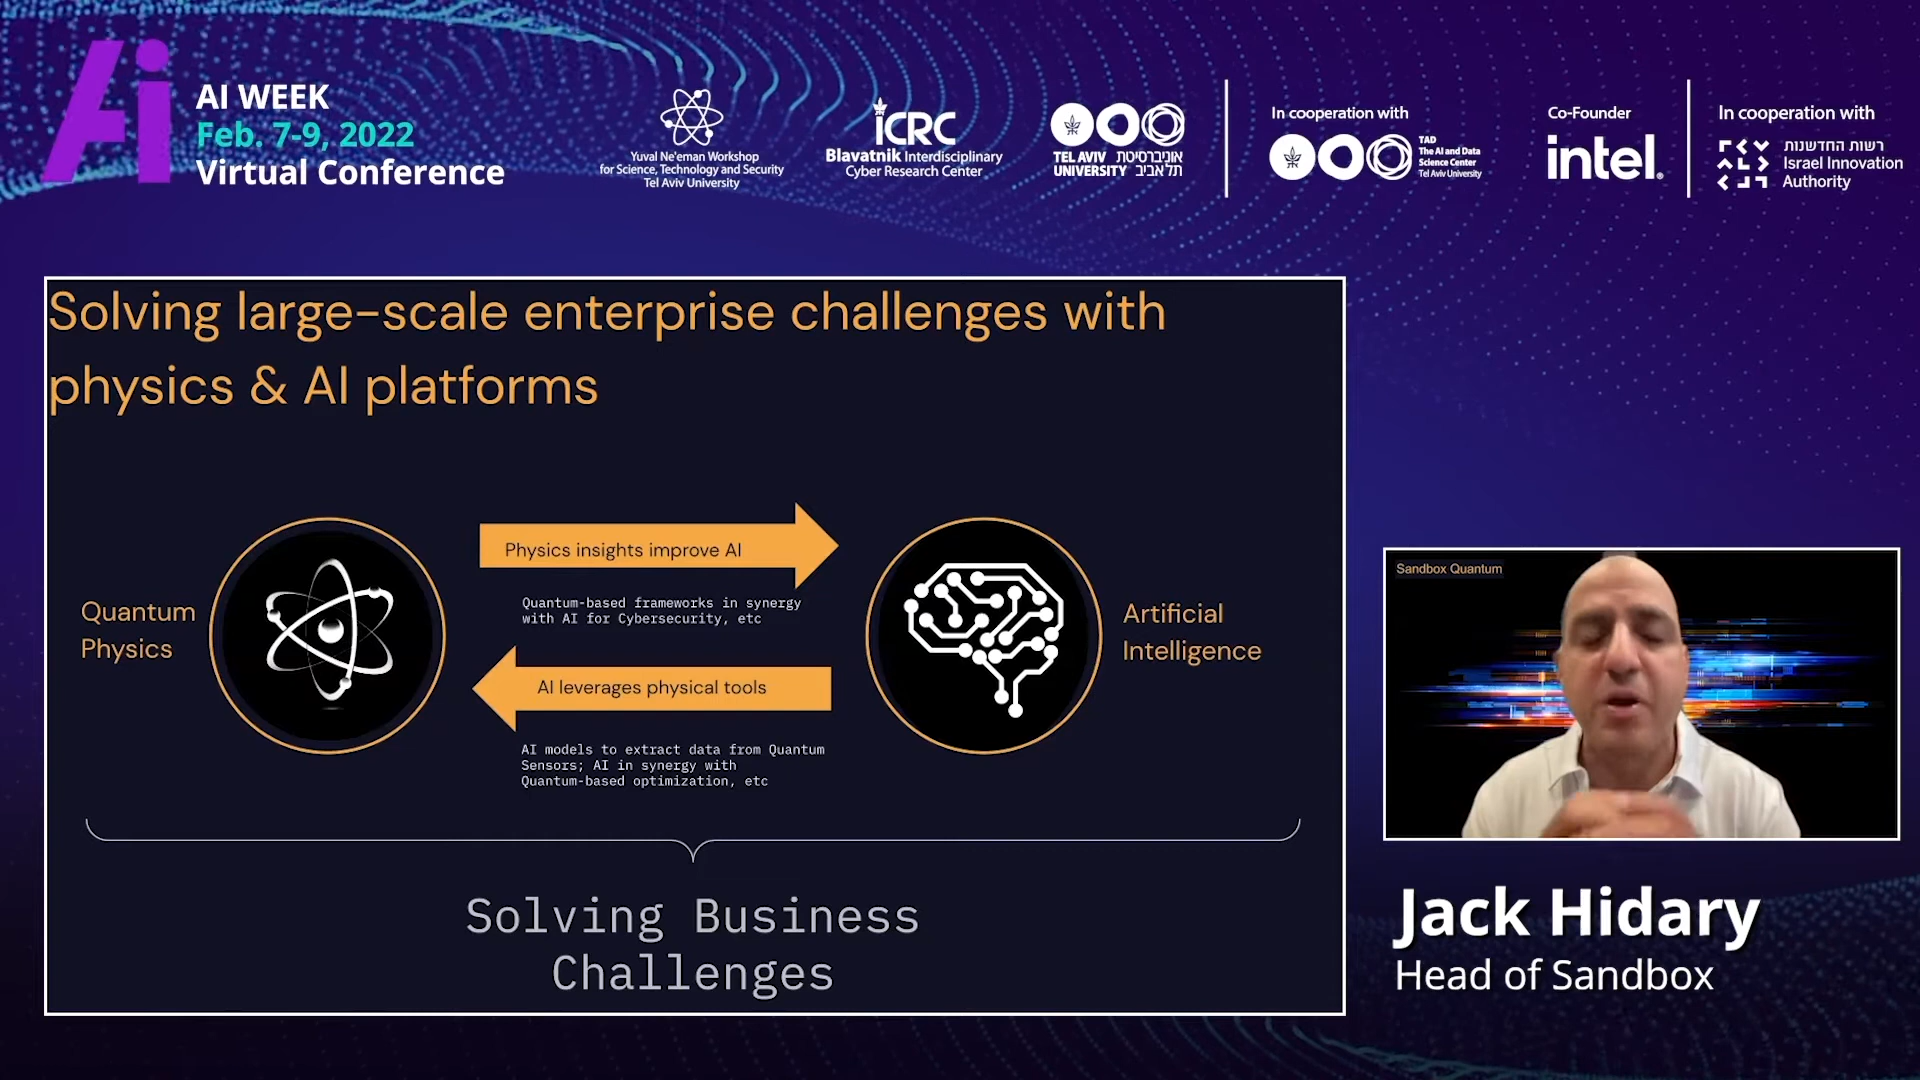 Ai
AI WEEK
Feb. 7-9, 2022
Virtual Conference
Yuval Ne'eman Workshop
for Science, Technology and Security
Tel Aviv University
ICRC
Blavatnik Interdisciplinary
Cyber Research Center
TEL AVIV אוניברסיטת
UNIVERSITY תל אביב
In cooperation with
TAD
The AI and Data
Science Center
Tel Aviv University
Co-Founder
intel.
In cooperation with
רשות החדשנות
Israel Innovation
Authority
Solving large-scale enterprise challenges with
physics & AI platforms
Quantum
Physics
Physics insights improve AI
Quantum-based frameworks in synergy
with AI for Cybersecurity, etc
AI leverages physical tools
AI models to extract data from Quantum
Sensors; AI in synergy with
Quantum-based optimization, etc
Artificial
Intelligence
Solving Business
Challenges
Sandbox Quantum
Jack Hidary
Head of Sandbox